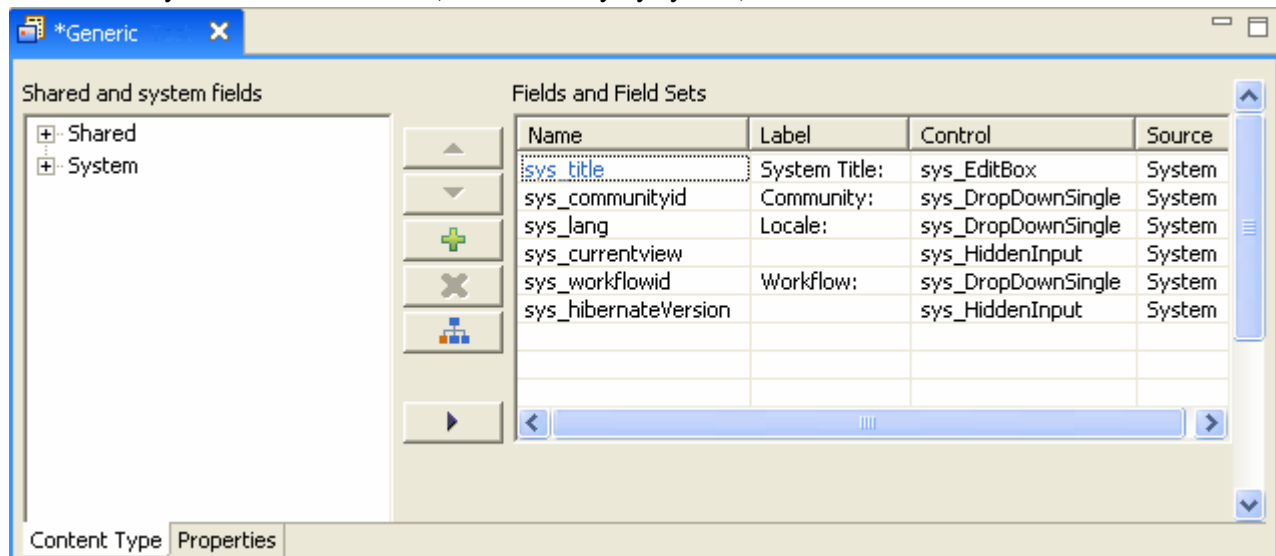 *Generic
Shared and system fields
Fields and Field Sets
Shared
System
Name Label Control Source
sys_title System Title: sys_EditBox System
sys_communityid Community: sys_DropDownSingle System
sys_lang Locale: sys_DropDownSingle System
sys_currentview sys_HiddenInput System
sys_workflowid Workflow: sys_DropDownSingle System
sys_hibernateVersion sys_HiddenInput System
Content Type Properties